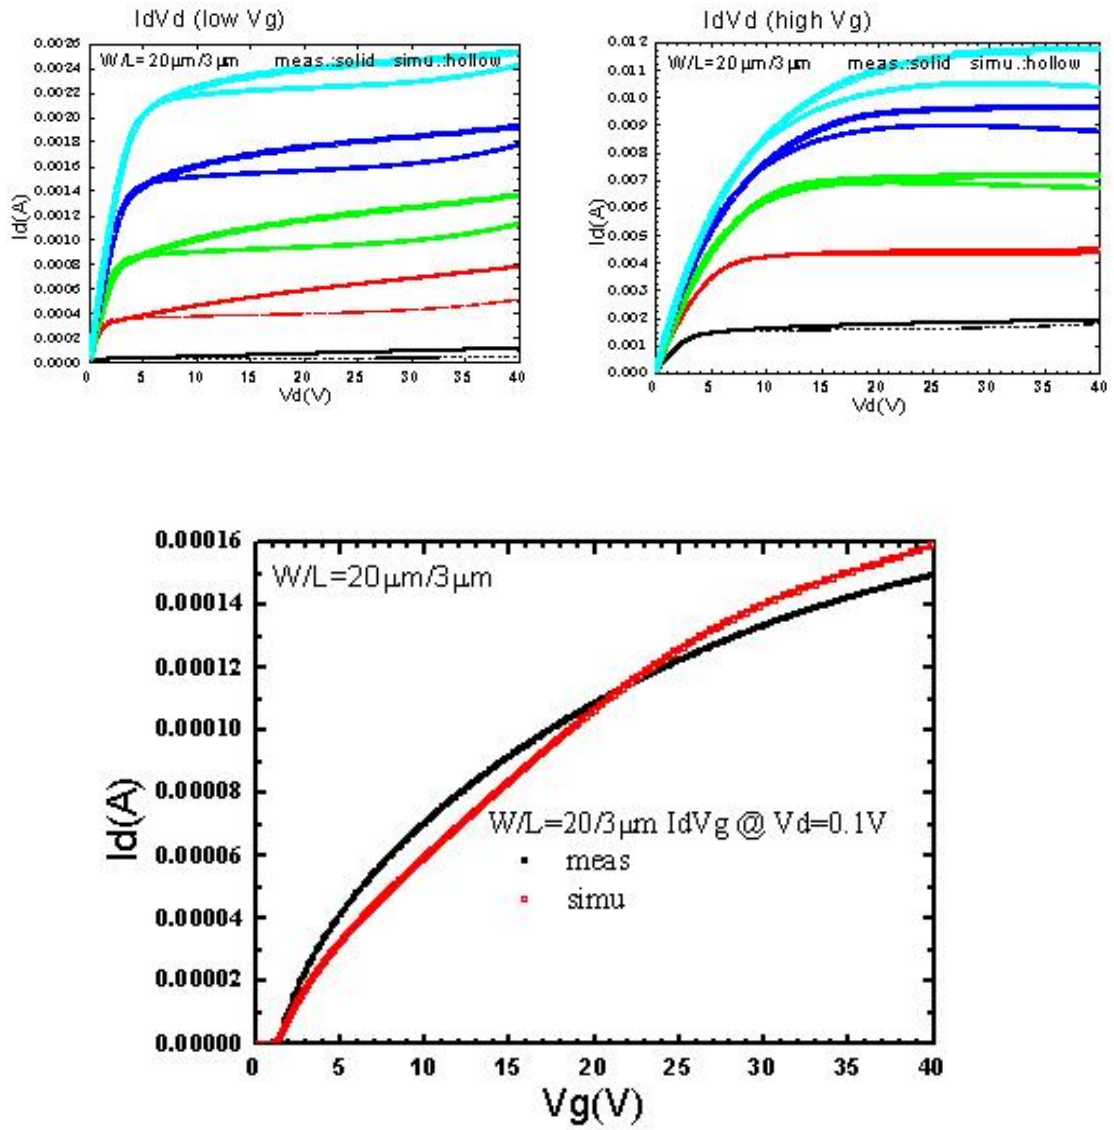 IdVd (low Vg)
W/L=20μm/3μm meas.:solid simu.:hollow
Id(A)
0.0026
0.0024
0.0022
0.0020
0.0018
0.0016
0.0014
0.0012
0.0010
0.0008
0.0006
0.0004
0.0002
0.0000
0 5 10 15 20 25 30 35 40
Vd(V)
IdVd (high Vg)
W/L=20μm/3μm meas.:solid simu.:hollow
Id(A)
0.012
0.011
0.010
0.009
0.008
0.007
0.006
0.005
0.004
0.003
0.002
0.001
0.000
0 5 10 15 20 25 30 35 40
Vd(V)
W/L=20μm/3μm
Id(A)
0.00016
0.00014
0.00012
0.00010
0.00008
0.00006
0.00004
0.00002
0.00000
W/L=20/3μm IdVg @ Vd=0.1V
meas
simu
0 5 10 15 20 25 30 35 40
Vg(V)